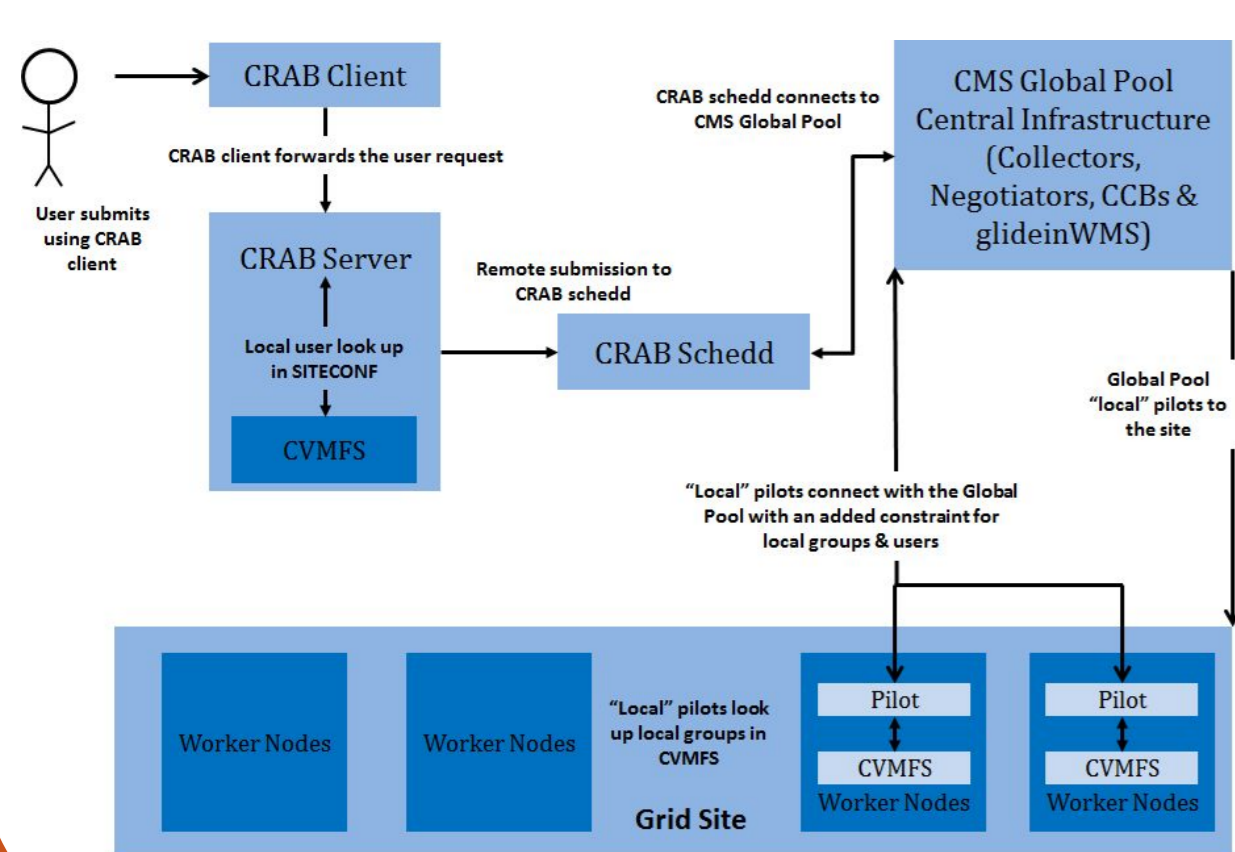 CRAB Client
CMS Global Pool
Central Infrastructure
(Collectors,
Negotiators, CCBs &
glideinWMS)
CRAB schedd connects to
CMS Global Pool
CRAB client forwards the user request
User submits
using CRAB
client
CRAB Server
Remote submission to
CRAB schedd
Local user look up
in SITECONF
CRAB Schedd
CVMFS
Global Pool
“local” pilots to
the site
“Local” pilots connect with the Global
Pool with an added constraint for
local groups & users
Worker Nodes
Worker Nodes
“Local” pilots look
up local groups in
CVMFS
Grid Site
Pilot
CVMFS
Worker Nodes
Pilot
CVMFS
Worker Nodes